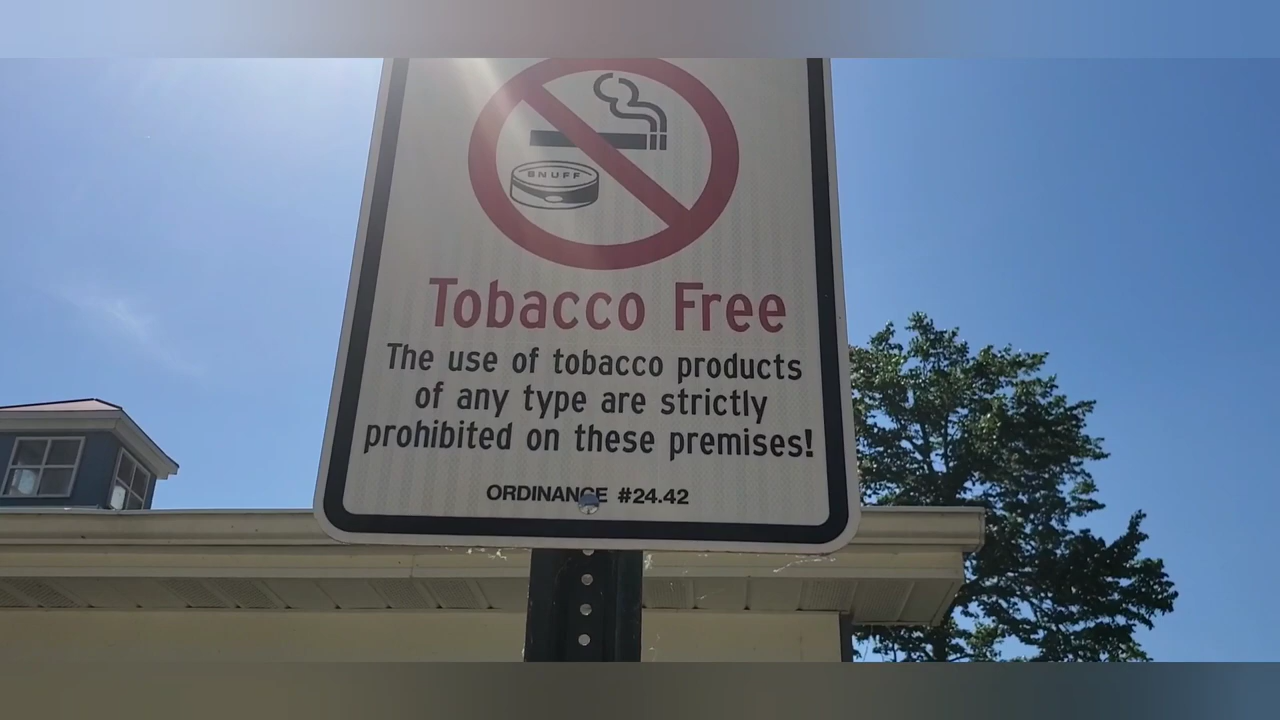 SNUFF
Tobacco Free
The use of tobacco products
of any type are strictly
prohibited on these premises!
ORDINANCE #24.42